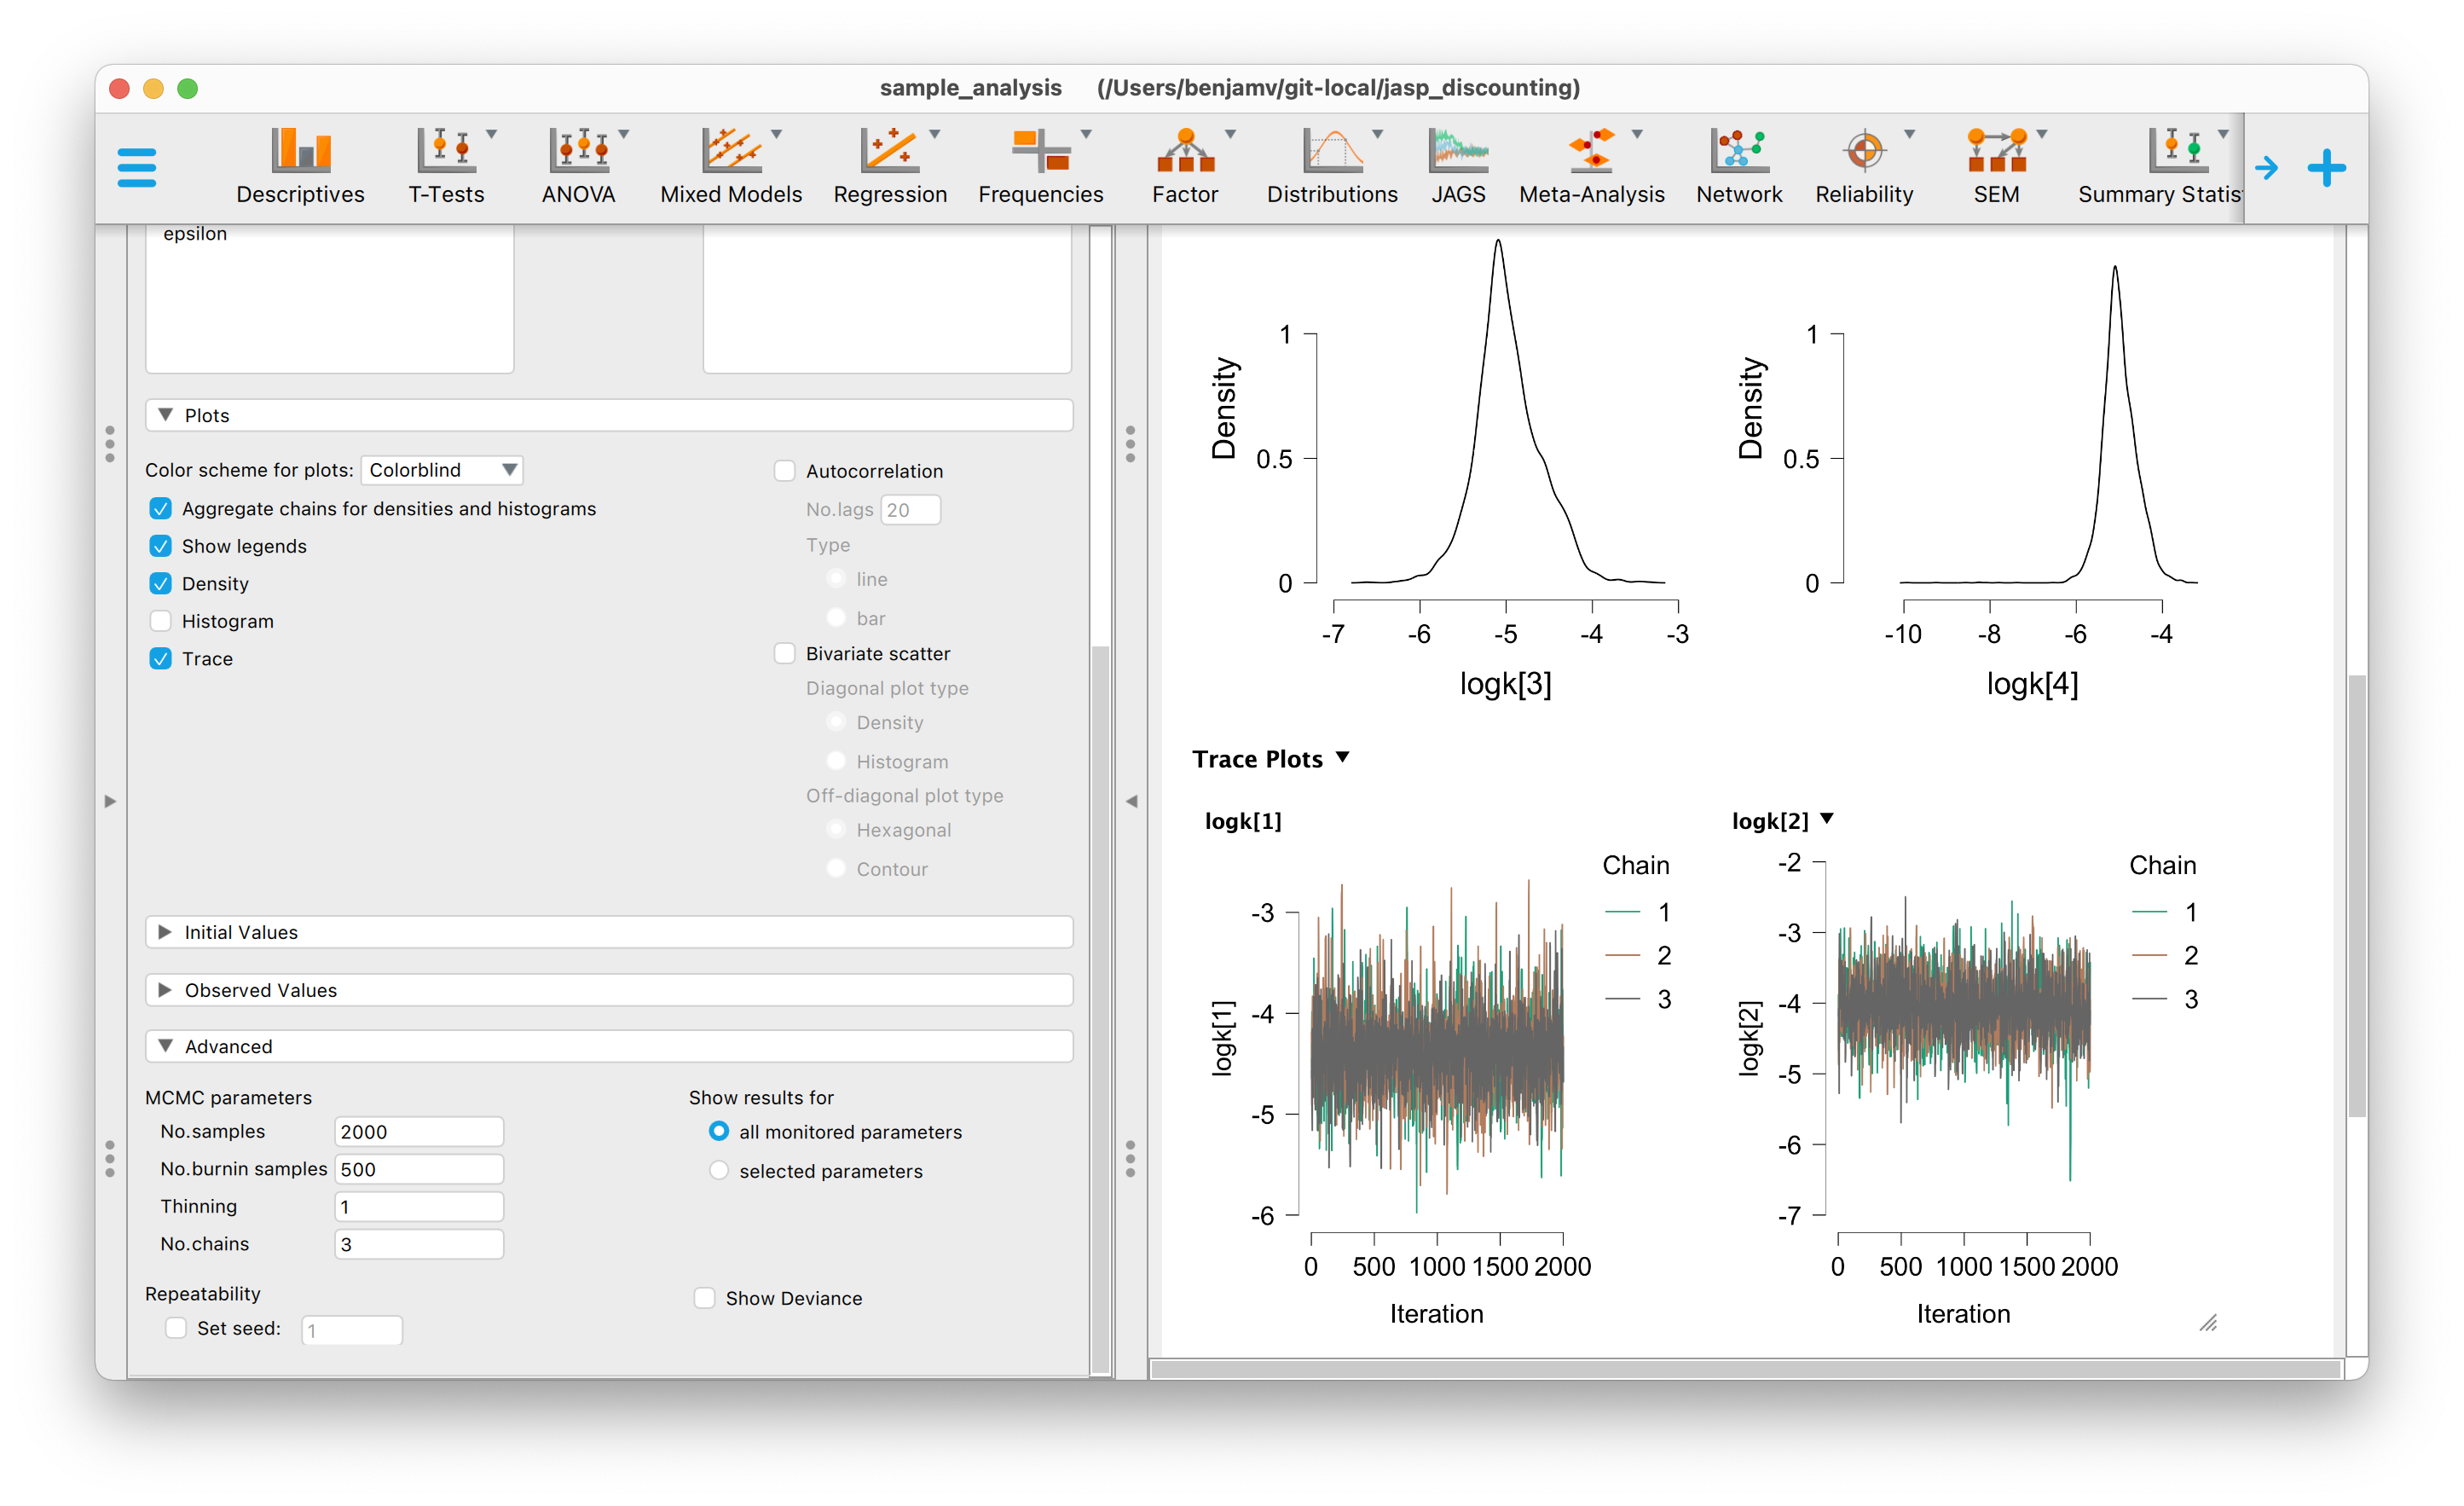 sample_analysis (/Users/benjamv/git-local/jasp_discounting)
Descriptives T-Tests ANOVA Mixed Models Regression Frequencies Factor Distributions JAGS Meta-Analysis Network Reliability SEM Summary Statis
epsilon
Plots
Color scheme for plots: Colorblind
Aggregate chains for densities and histograms
Show legends
Density
Histogram
Trace
Autocorrelation
No.lags 20
Type
line
bar
Bivariate scatter
Diagonal plot type
Density
Histogram
Off-diagonal plot type
Hexagonal
Contour
Initial Values
Observed Values
Advanced
MCMC parameters
No.samples 2000
No.burnin samples 500
Thinning 1
No.chains 3
Repeatability
Set seed: 1
Show results for
all monitored parameters
selected parameters
Show Deviance
Density
1
0.5
0
-7 -6 -5 -4 -3
logk[3]
Density
1
0.5
0
-10 -8 -6 -4
logk[4]
Trace Plots
logk[1]
logk[1]
-3
-4
-5
-6
0 500 1000 1500 2000
Iteration
Chain
1
2
3
logk[2]
logk[2]
-2
-3
-4
-5
-6
-7
0 500 1000 1500 2000
Iteration
Chain
1
2
3